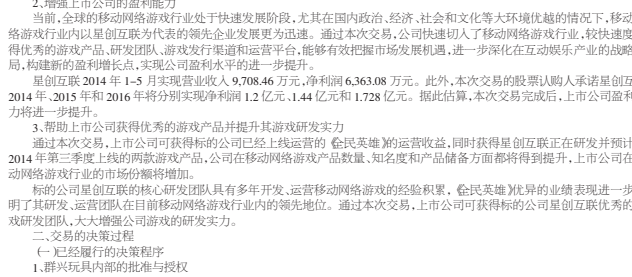 2、增强上市公司的盈利能力
当前,全球的移动网络游戏行业处于快速发展阶段,尤其在国内政治、经济、社会和文化等大环境优越的情况下,移动
络游戏行业内以星创互联为代表的领先企业发展更为迅速。通过本次交易,公司快速切入了移动网络游戏行业,较快速度
得优秀的游戏产品、研发团队、游戏发行渠道和运营平台,能够有效把握市场发展机遇,进一步深化在互动娱乐产业的战略
局,构建新的盈利增长点,实现公司盈利水平的进一步提升。
星创互联 2014 年 1-5 月实现营业收入 9,708.46 万元,净利润 6,363.08 万元。此外,本次交易的股票认购人承诺星创互
2014 年、2015 年和 2016 年将分别实现净利润 1.2 亿元、1.44 亿元和 1.728 亿元。据此估算,本次交易完成后,上市公司盈利
力将进一步提升。
3、帮助上市公司获得优秀的游戏产品并提升其游戏研发实力
通过本次交易,上市公司可获得标的公司已经上线运营的《全民英雄》的运营收益,同时获得星创互联正在研发并预计
2014 年第三季度上线的两款游戏产品,公司在移动网络游戏产品数量、知名度和产品储备方面都将得到提升,上市公司在
动网络游戏行业的市场份额将增加。
标的公司星创互联的核心研发团队具有多年开发、运营移动网络游戏的经验积累,《全民英雄》优异的业绩表现进一步
明了其研发、运营团队在目前移动网络游戏行业内的领先地位。通过本次交易,上市公司可获得标的公司星创互联优秀的
戏研发团队,大大增强公司游戏的研发实力。
二、交易的决策过程
(一)已经履行的决策程序
1、群兴玩具内部的批准与授权